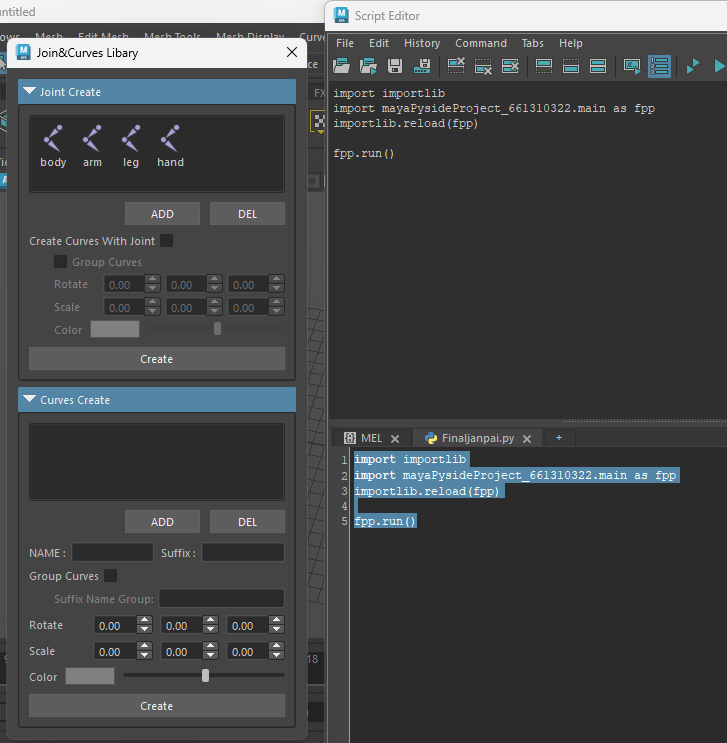 untitled
Mesh
Edit Mesh
Mesh Tools
Mesh Display
Curv
Join&Curves Libary
Joint Create
body arm leg hand
ADD DEL
Create Curves With Joint
Group Curves
Rotate 0.00 0.00 0.00
Scale 0.00 0.00 0.00
Color
Create
Curves Create
ADD DEL
NAME : Suffix :
Group Curves
Suffix Name Group:
Rotate 0.00 0.00 0.00
Scale 0.00 0.00 0.00
Color
Create
FX
18
Script Editor
File Edit History Command Tabs Help
import importlib
import mayaPysideProject_661310322.main as fpp
importlib.reload(fpp)
fpp.run()
MEL Finaljanpai.py +
1 import importlib
2 import mayaPysideProject_661310322.main as fpp
3 importlib.reload(fpp)
4
5 fpp.run()